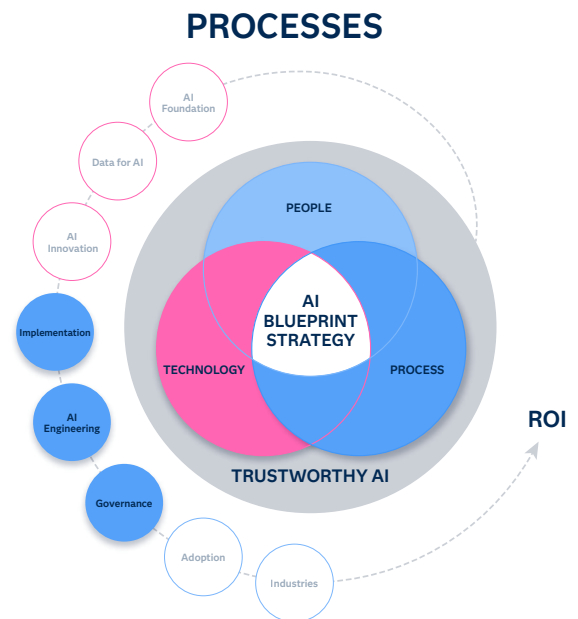 PROCESSES
AI
Foundation
Data for AI
AI
Innovation
Implementation
AI
Engineering
Governance
Adoption
Industries
PEOPLE
AI
BLUEPRINT
STRATEGY
TECHNOLOGY
PROCESS
TRUSTWORTHY AI
ROI